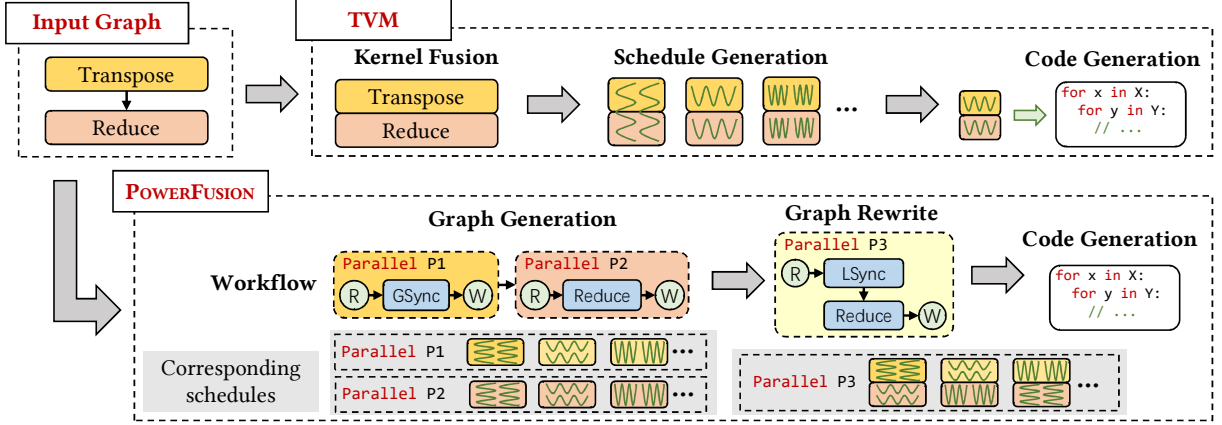 Input Graph
Transpose
Reduce
TVM
Kernel Fusion
Transpose
Reduce
Schedule Generation
...
Code Generation
for x in X:
for y in Y:
// ...
POWERFUSION
Workflow
Graph Generation
Parallel P1
R
GSync
W
Parallel P2
R
Reduce
W
Graph Rewrite
Parallel P3
R
LSync
Reduce
W
Code Generation
for x in X:
for y in Y:
// ...
Corresponding
schedules
Parallel P1
...
Parallel P2
...
Parallel P3
...